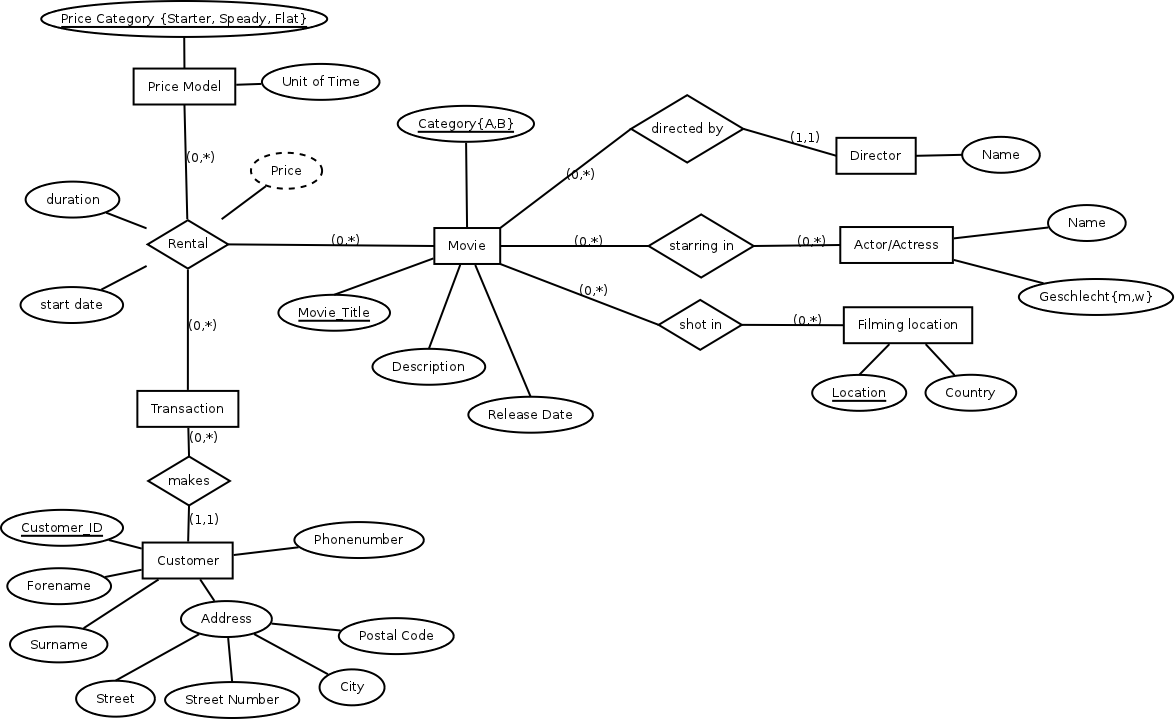 Price Category {Starter, Speady, Flat}
Price Model
Unit of Time
(0,*)
Price
duration
Rental
start date
(0,*)
(0,*)
Category{A,B}
Movie
Movie_Title
Description
Release Date
(0,*)
directed by
(1,1)
Director
Name
(0,*)
starring in
(0,*)
Actor/Actress
Name
Geschlecht{m,w}
(0,*)
shot in
(0,*)
Filming location
Location
Country
Transaction
(0,*)
makes
(1,1)
Customer_ID
Customer
Phonenumber
Forename
Surname
Address
Postal Code
Street
Street Number
City